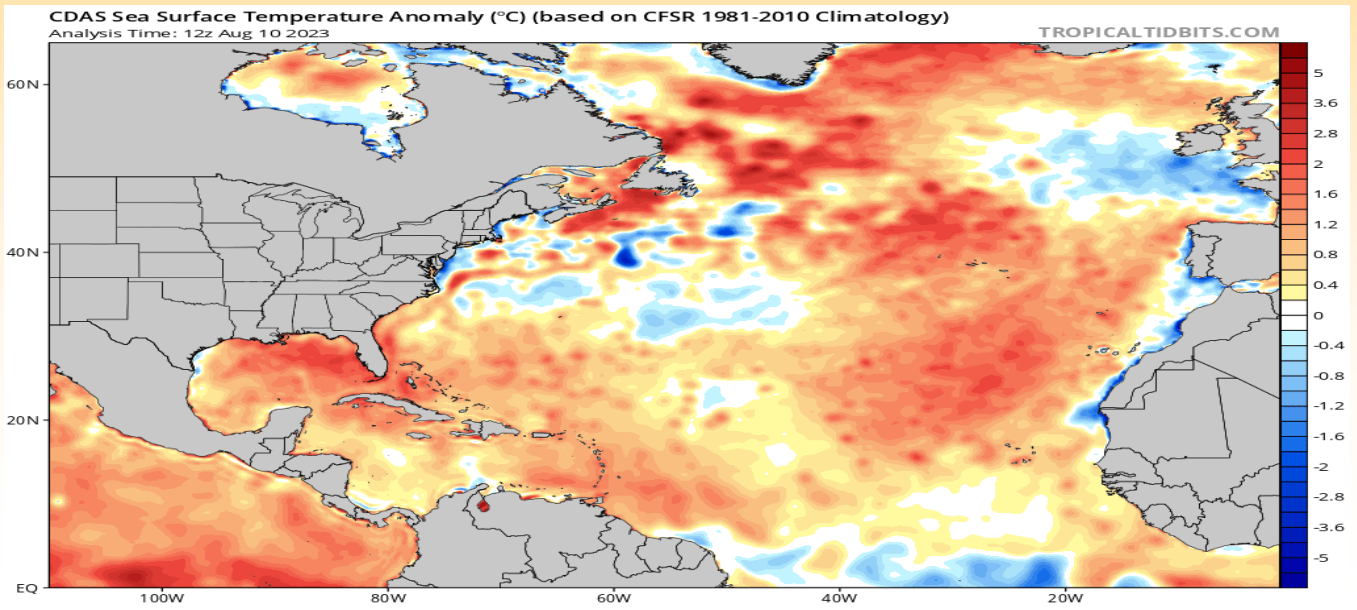 CDAS Sea Surface Temperature Anomaly (°C) (based on CFSR 1981-2010 Climatology)
Analysis Time: 12z Aug 10 2023
TROPICALTIDBITS.COM
60N
40N
20N
EQ
100W
80W
60W
40W
20W
5
3.6
2.8
2
1.6
1.2
0.8
0.4
0
-0.4
-0.8
-1.2
-1.6
-2
-2.8
-3.6
-5